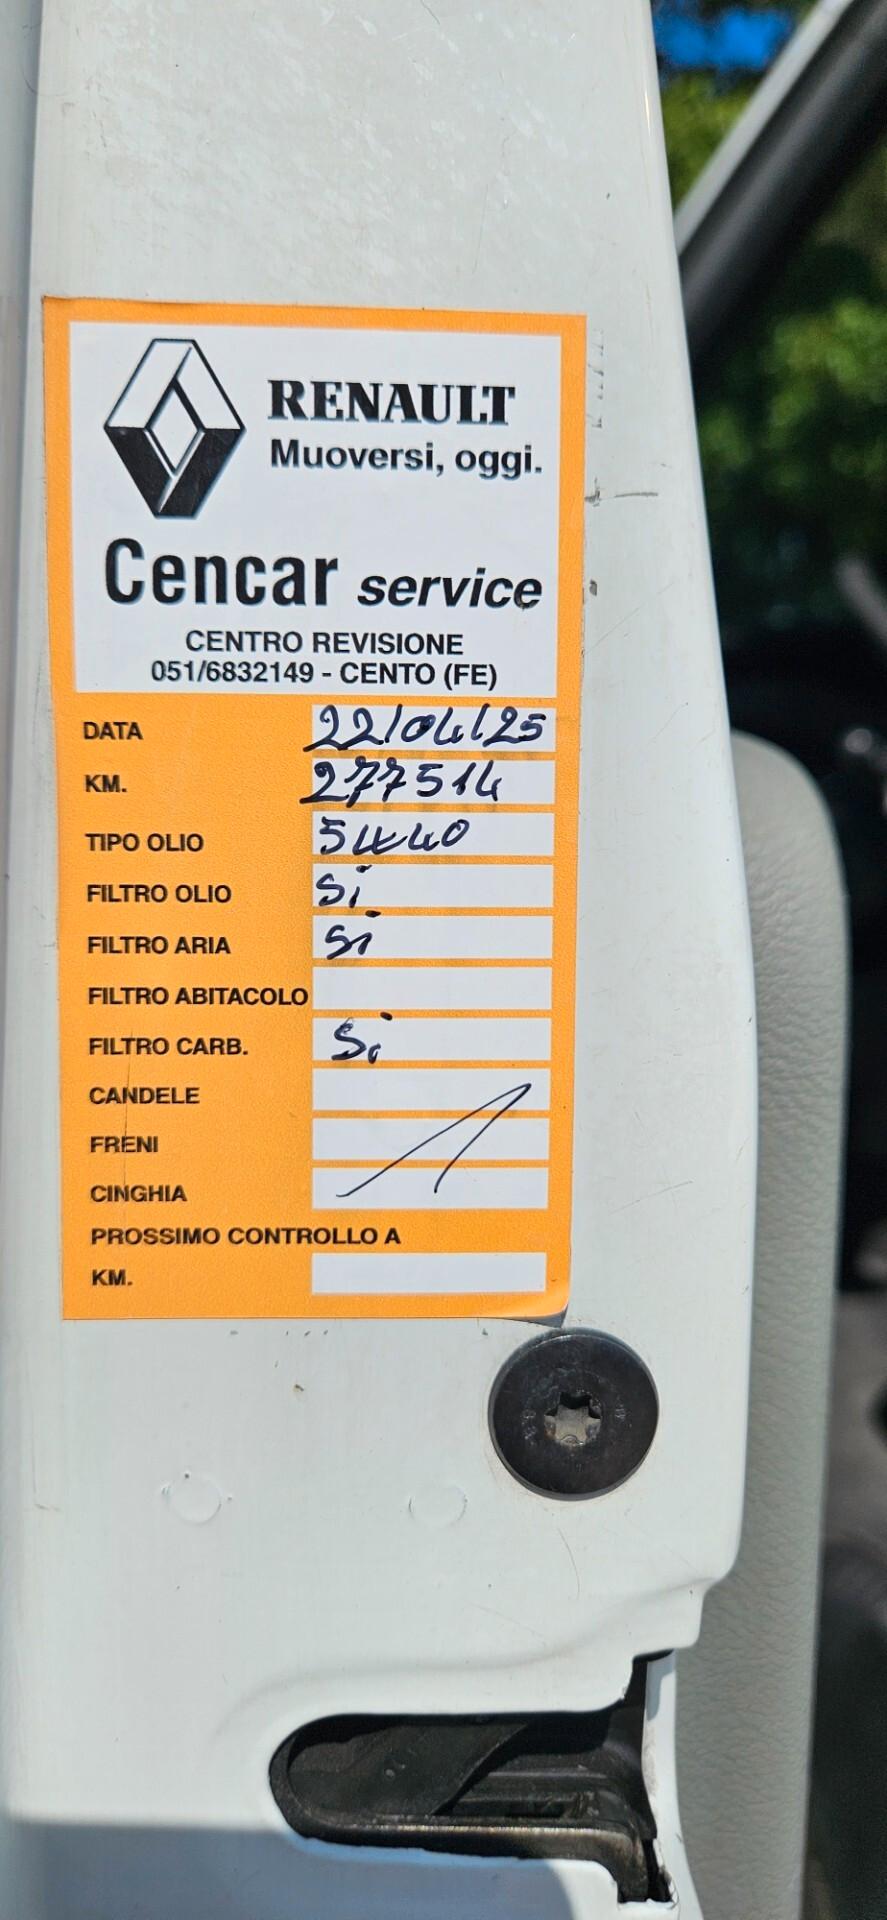 RENAULT
Muoversi, oggi.
Cencar service
CENTRO REVISIONE
051/6832149 - CENTO (FE)
DATA 22/04/25
KM. 277514
TIPO OLIO 5W40
FILTRO OLIO Si
FILTRO ARIA Si
FILTRO ABITACOLO
FILTRO CARB. Si
CANDELE
FRENI
CINGHIA
PROSSIMO CONTROLLO A
KM.